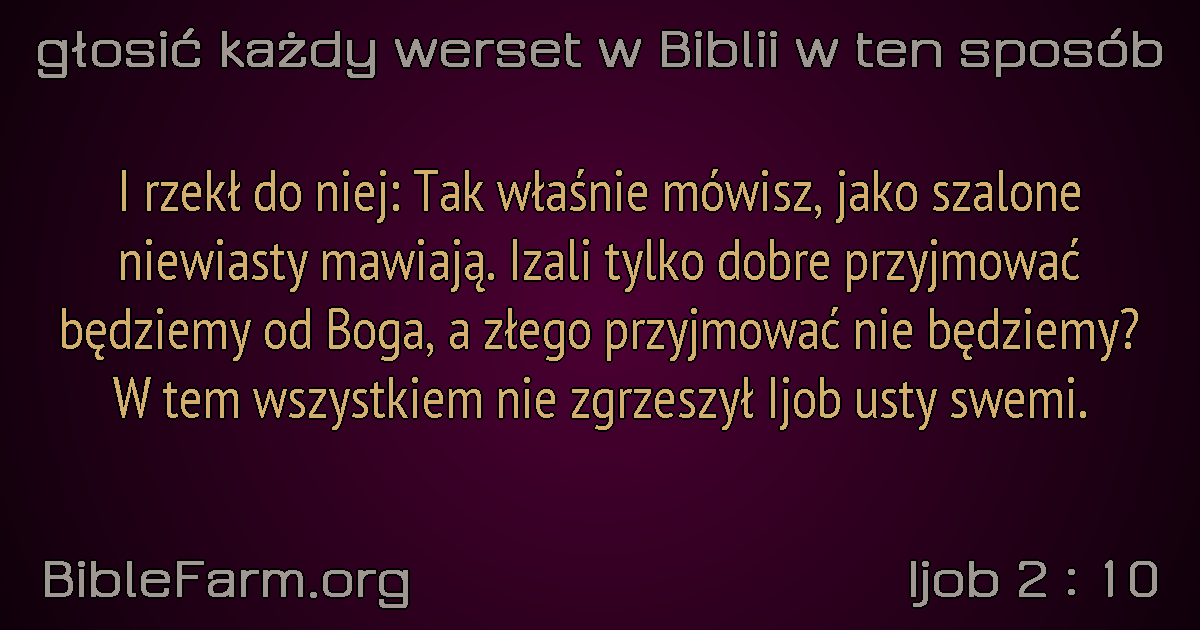 głosić każdy werset w Biblii w ten sposób
I rzekł do niej: Tak właśnie mówisz, jako szalone
niewiasty mawiają. Izali tylko dobre przyjmować
będziemy od Boga, a złego przyjmować nie będziemy?
W tem wszystkiem nie zgrzeszył Ijob usty swemi.
BibleFarm.org
Ijob 2 : 10